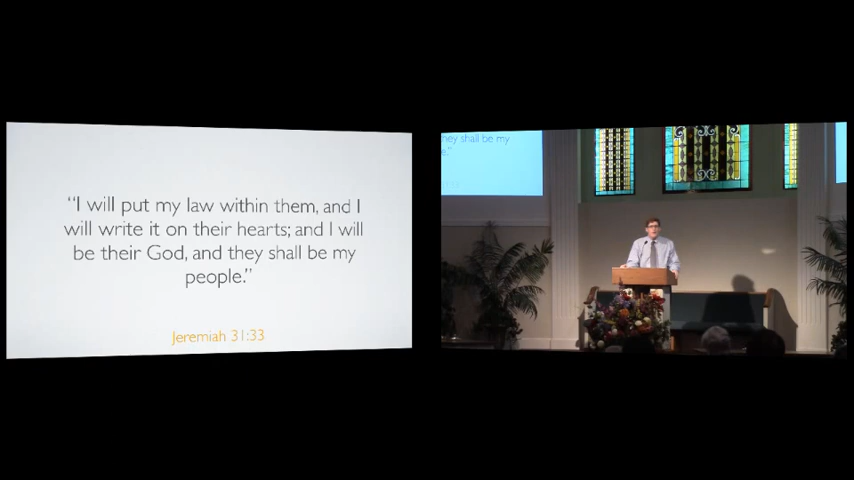 “I will put my law within them, and I
will write it on their hearts; and I will
be their God, and they shall be my
people.”
Jeremiah 31:33
they shall be my
e.”